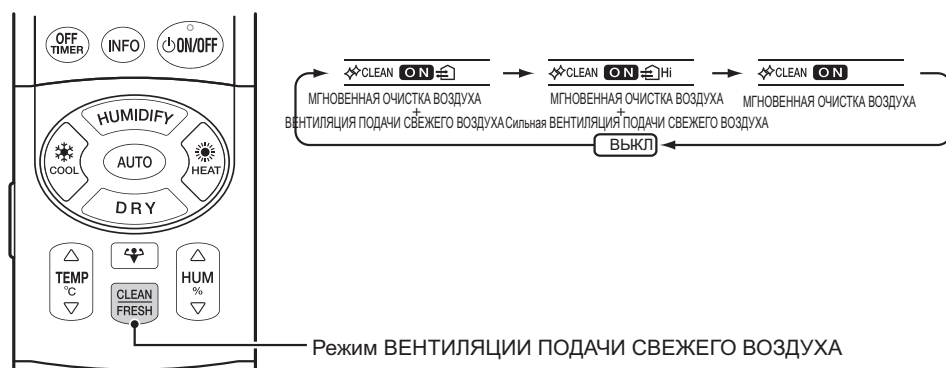 OFF
TIMER
INFO
ON/OFF
HUMIDIFY
COOL
AUTO
HEAT
DRY
TEMP
°C
HUM
%
CLEAN
FRESH
CLEAN ON
МГНОВЕННАЯ ОЧИСТКА ВОЗДУХА
+
ВЕНТИЛЯЦИЯ ПОДАЧИ СВЕЖЕГО ВОЗДУХА
CLEAN ON Hi
МГНОВЕННАЯ ОЧИСТКА ВОЗДУХА
+
Сильная ВЕНТИЛЯЦИЯ ПОДАЧИ СВЕЖЕГО ВОЗДУХА
CLEAN ON
МГНОВЕННАЯ ОЧИСТКА ВОЗДУХА
ВЫКЛ
Режим ВЕНТИЛЯЦИИ ПОДАЧИ СВЕЖЕГО ВОЗДУХА